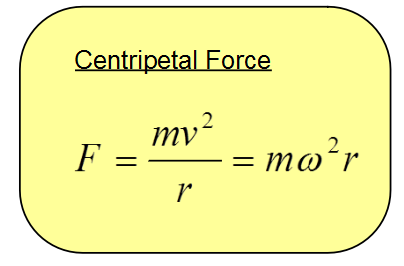 Centripetal Force
F = mv²/r = mω²r